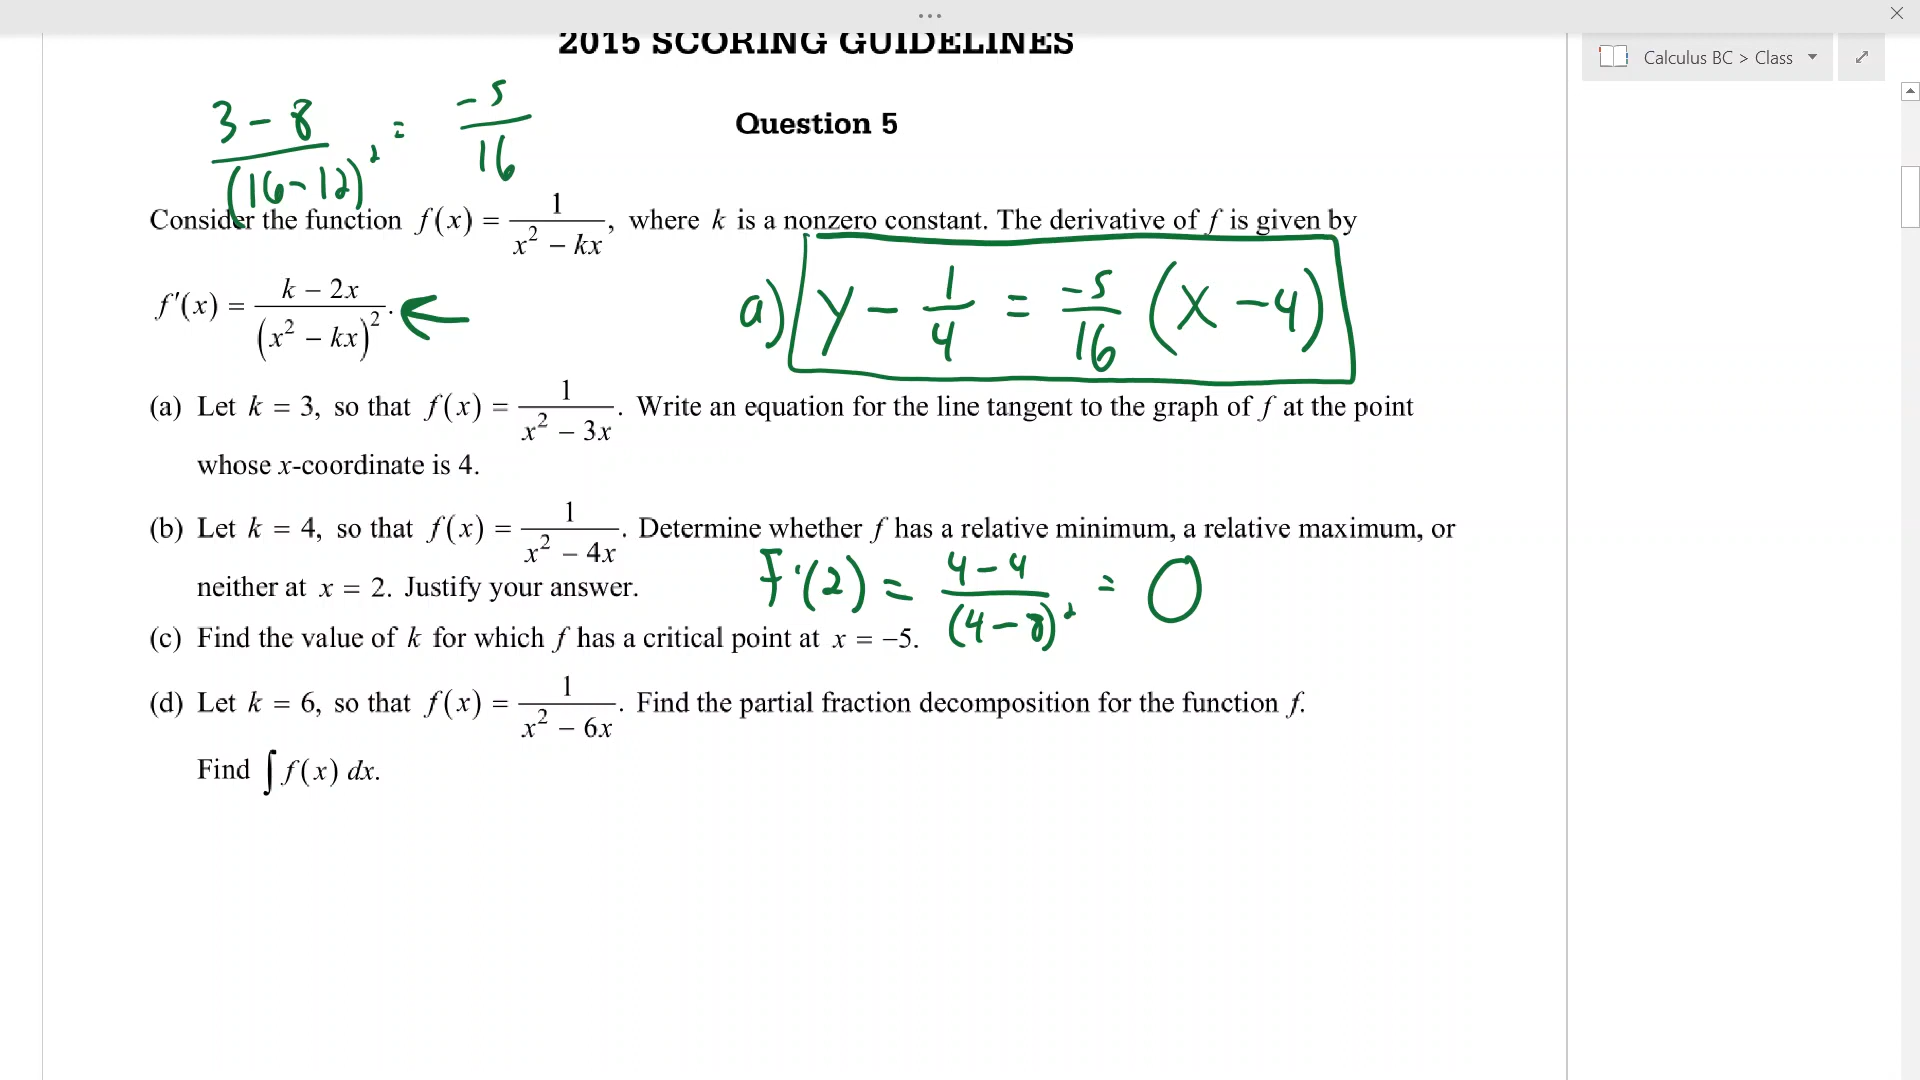 ...
2015 SCORING GUIDELINES
Calculus BC > Class
3 - 8 / (16 - 12)² = -5/16
Question 5
Consider the function f(x) = 1/(x² − kx), where k is a nonzero constant. The derivative of f is given by
f′(x) = (k − 2x)/(x² − kx)². ←
a) y - 1/4 = -5/16 (x - 4)
(a) Let k = 3, so that f(x) = 1/(x² − 3x). Write an equation for the line tangent to the graph of f at the point
whose x-coordinate is 4.
(b) Let k = 4, so that f(x) = 1/(x² − 4x). Determine whether f has a relative minimum, a relative maximum, or
neither at x = 2. Justify your answer.
F'(2) = (4 - 4)/(4 - 8)² = 0
(c) Find the value of k for which f has a critical point at x = −5.
(d) Let k = 6, so that f(x) = 1/(x² − 6x). Find the partial fraction decomposition for the function f.
Find ∫ f(x) dx.